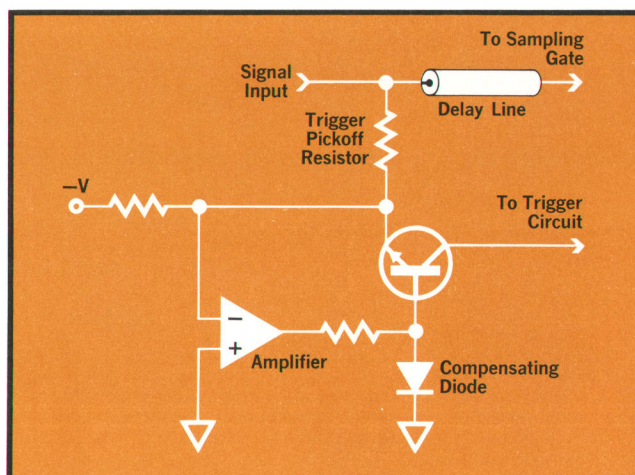 To Sampling
Gate
Signal
Input
Delay Line
Trigger
Pickoff
Resistor
—V
To Trigger
Circuit
−
+
Amplifier
Compensating
Diode